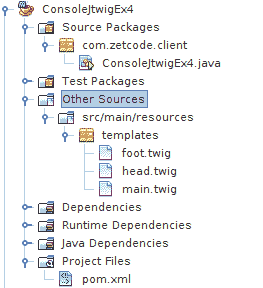 ConsoleJtwigEx4
Source Packages
com.zetcode.client
ConsoleJtwigEx4.java
Test Packages
Other Sources
src/main/resources
templates
foot.twig
head.twig
main.twig
Dependencies
Runtime Dependencies
Java Dependencies
Project Files
pom.xml